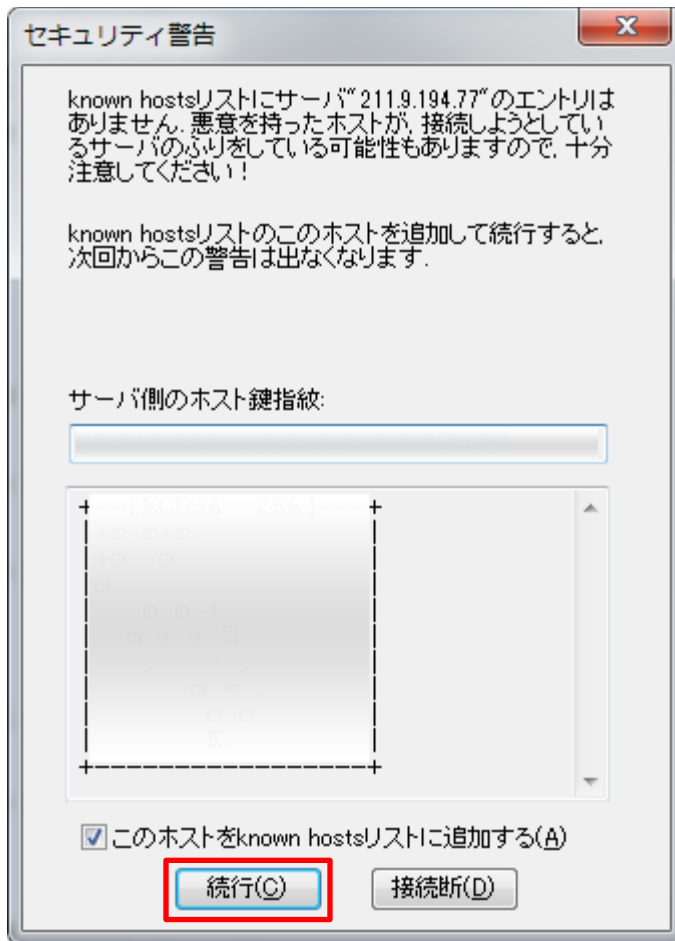 セキュリティ警告
known hostsリストにサーバ"211.9.194.77"のエントリは
ありません. 悪意を持ったホストが, 接続しようとしてい
るサーバのふりをしている可能性もありますので, 十分
注意してください!
known hostsリストのこのホストを追加して続行すると,
次回からこの警告は出なくなります.
サーバ側のホスト鍵指紋:
[ECDSA 256]
このホストをknown hostsリストに追加する(A)
続行(C) 接続断(D)